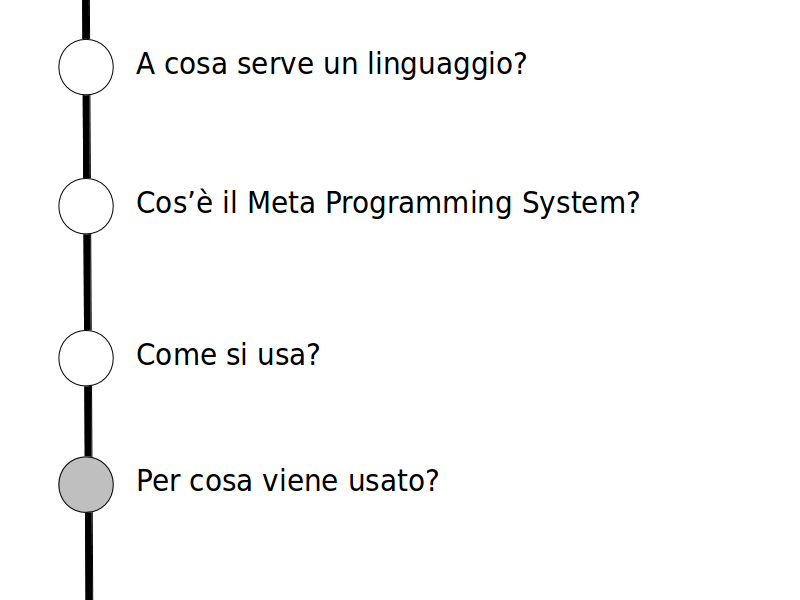 A cosa serve un linguaggio?
Cos’è il Meta Programming System?
Come si usa?
Per cosa viene usato?